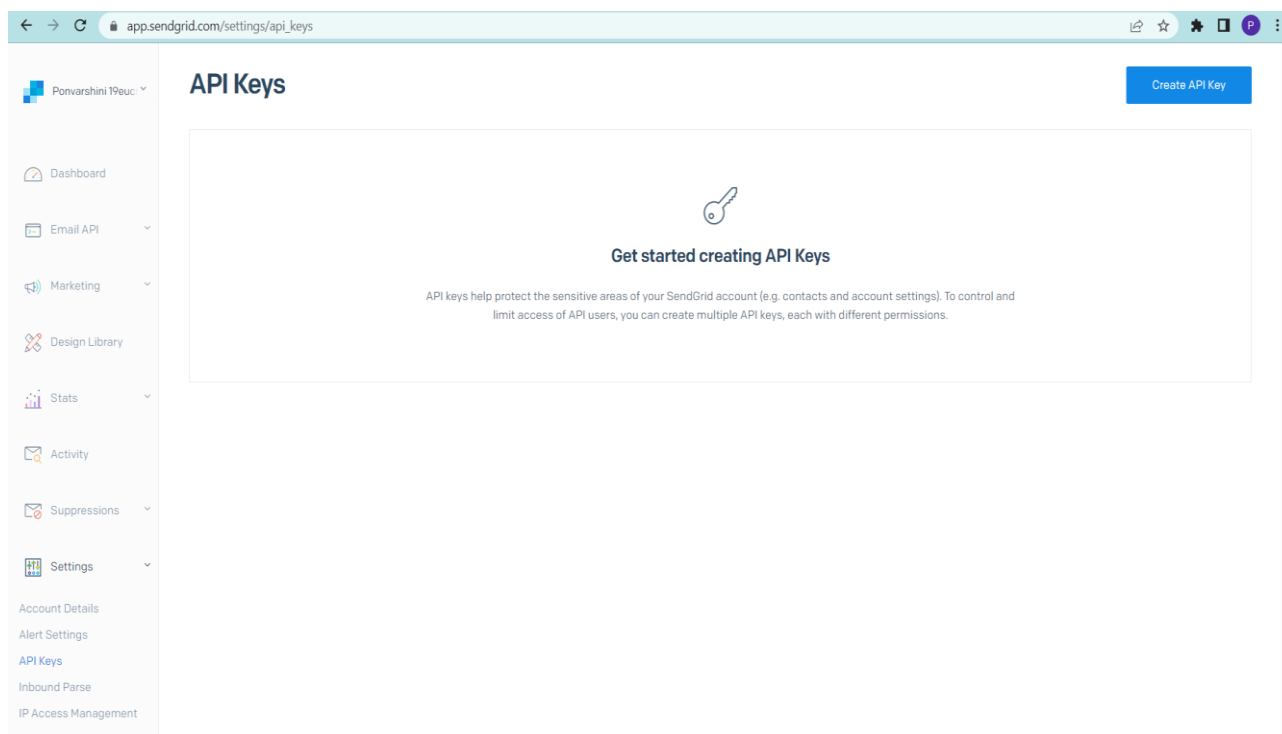 app.sendgrid.com/settings/api_keys
P
Ponvarshini 19euc
API Keys
Create API Key
Dashboard
Email API
Marketing
Design Library
Stats
Activity
Suppressions
Settings
Account Details
Alert Settings
API Keys
Inbound Parse
IP Access Management
Get started creating API Keys
API keys help protect the sensitive areas of your SendGrid account (e.g. contacts and account settings). To control and
limit access of API users, you can create multiple API keys, each with different permissions.